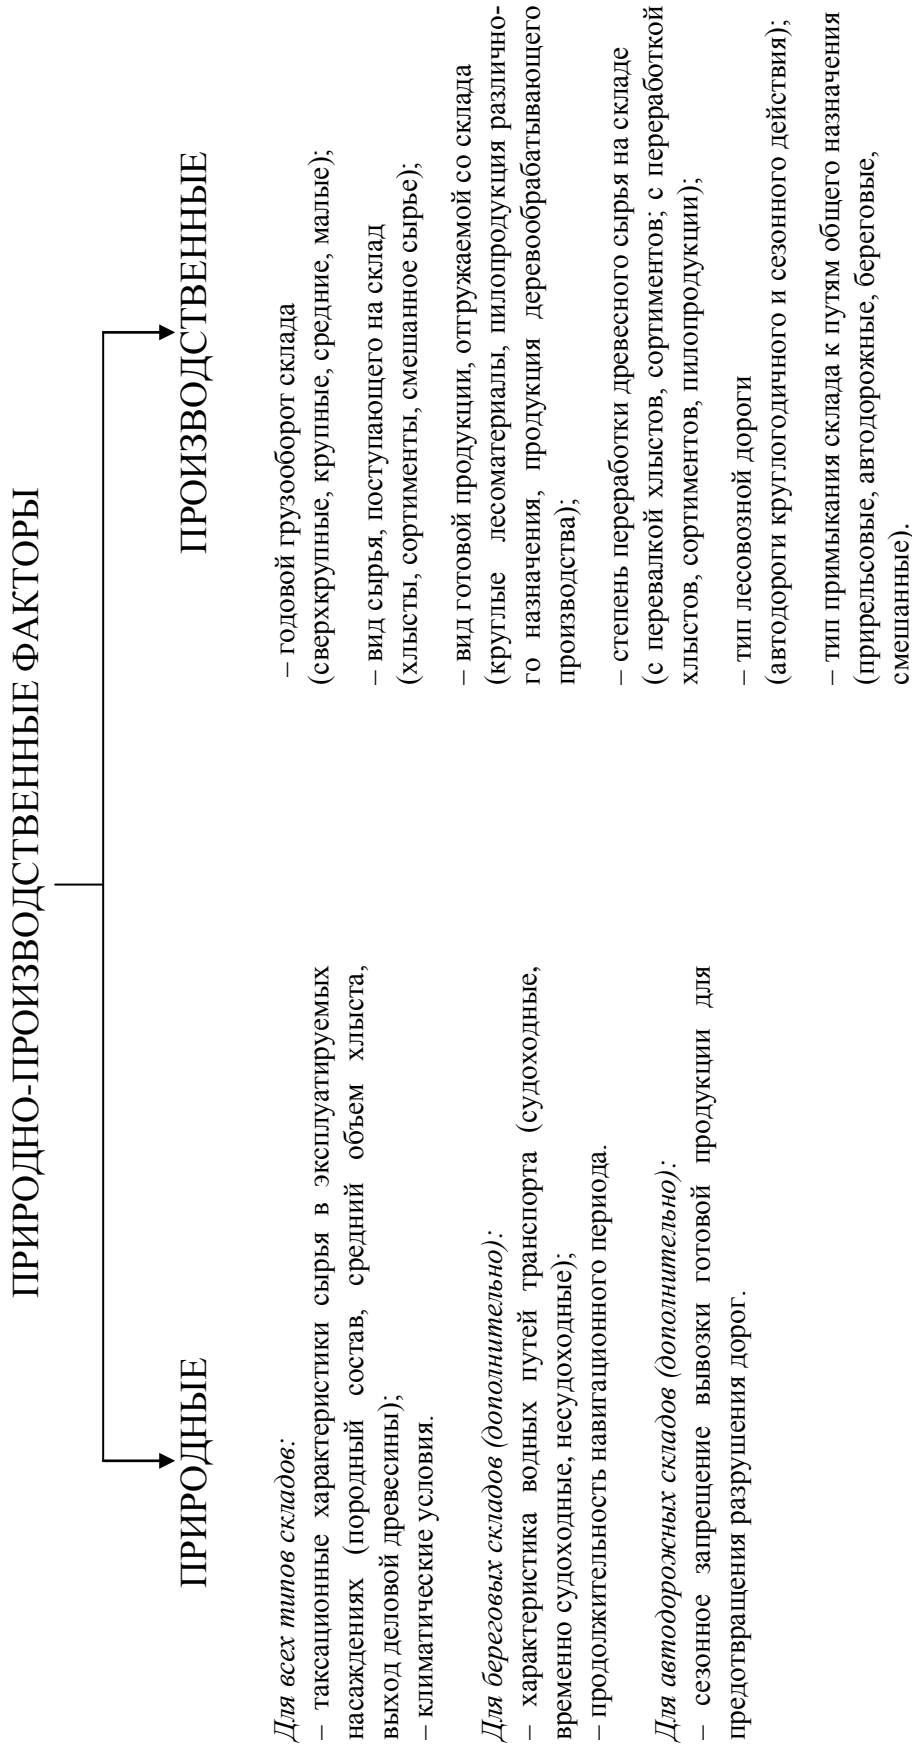 ПРИРОДНО-ПРОИЗВОДСТВЕННЫЕ ФАКТОРЫ
ПРИРОДНЫЕ
Для всех типов складов:
– таксационные характеристики сырья в эксплуатируемых
насаждениях (породный состав, средний объем хлыста,
выход деловой древесины);
– климатические условия.
Для береговых складов (дополнительно):
– характеристика водных путей транспорта (судоходные,
временно судоходные, несудоходные);
– продолжительность навигационного периода.
Для автодорожных складов (дополнительно):
– сезонное запрещение вывозки готовой продукции для
предотвращения разрушения дорог.
ПРОИЗВОДСТВЕННЫЕ
– годовой грузооборот склада
(сверхкрупные, крупные, средние, малые);
– вид сырья, поступающего на склад
(хлысты, сортименты, смешанное сырье);
– вид готовой продукции, отгружаемой со склада
(круглые лесоматериалы, пилопродукция различно-
го назначения, продукция деревообрабатывающего
производства);
– степень переработки древесного сырья на складе
(с перевалкой хлыстов, сортиментов; с переработкой
хлыстов, сортиментов, пилопродукции);
– тип лесовозной дороги
(автодороги круглогодичного и сезонного действия);
– тип примыкания склада к путям общего назначения
(прирельсовые, автодорожные, береговые,
смешанные).